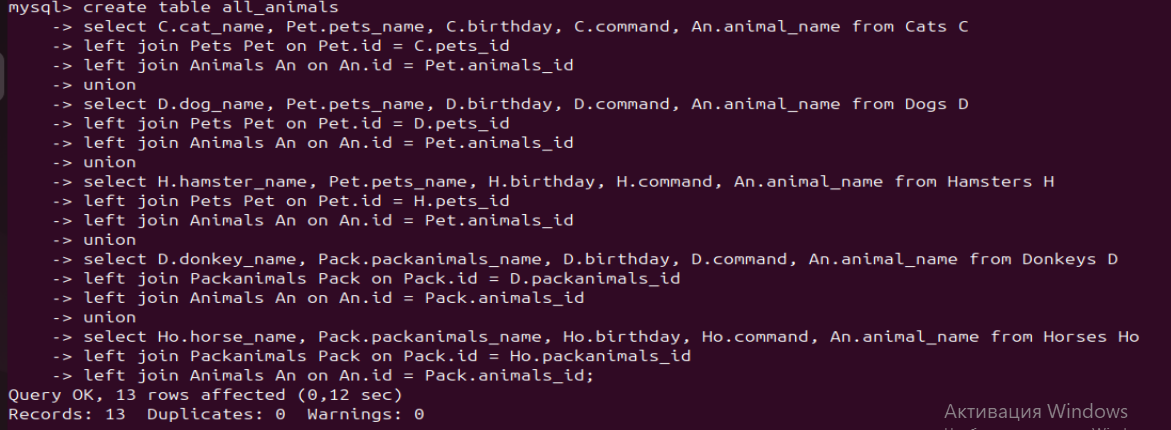 mysql> create table all_animals
-> select C.cat_name, Pet.pets_name, C.birthday, C.command, An.animal_name from Cats C
-> left join Pets Pet on Pet.id = C.pets_id
-> left join Animals An on An.id = Pet.animals_id
-> union
-> select D.dog_name, Pet.pets_name, D.birthday, D.command, An.animal_name from Dogs D
-> left join Pets Pet on Pet.id = D.pets_id
-> left join Animals An on An.id = Pet.animals_id
-> union
-> select H.hamster_name, Pet.pets_name, H.birthday, H.command, An.animal_name from Hamsters H
-> left join Pets Pet on Pet.id = H.pets_id
-> left join Animals An on An.id = Pet.animals_id
-> union
-> select D.donkey_name, Pack.packanimals_name, D.birthday, D.command, An.animal_name from Donkeys D
-> left join Packanimals Pack on Pack.id = D.packanimals_id
-> left join Animals An on An.id = Pack.animals_id
-> union
-> select Ho.horse_name, Pack.packanimals_name, Ho.birthday, Ho.command, An.animal_name from Horses Ho
-> left join Packanimals Pack on Pack.id = Ho.packanimals_id
-> left join Animals An on An.id = Pack.animals_id;
Query OK, 13 rows affected (0,12 sec)
Records: 13  Duplicates: 0  Warnings: 0
Активация Windows